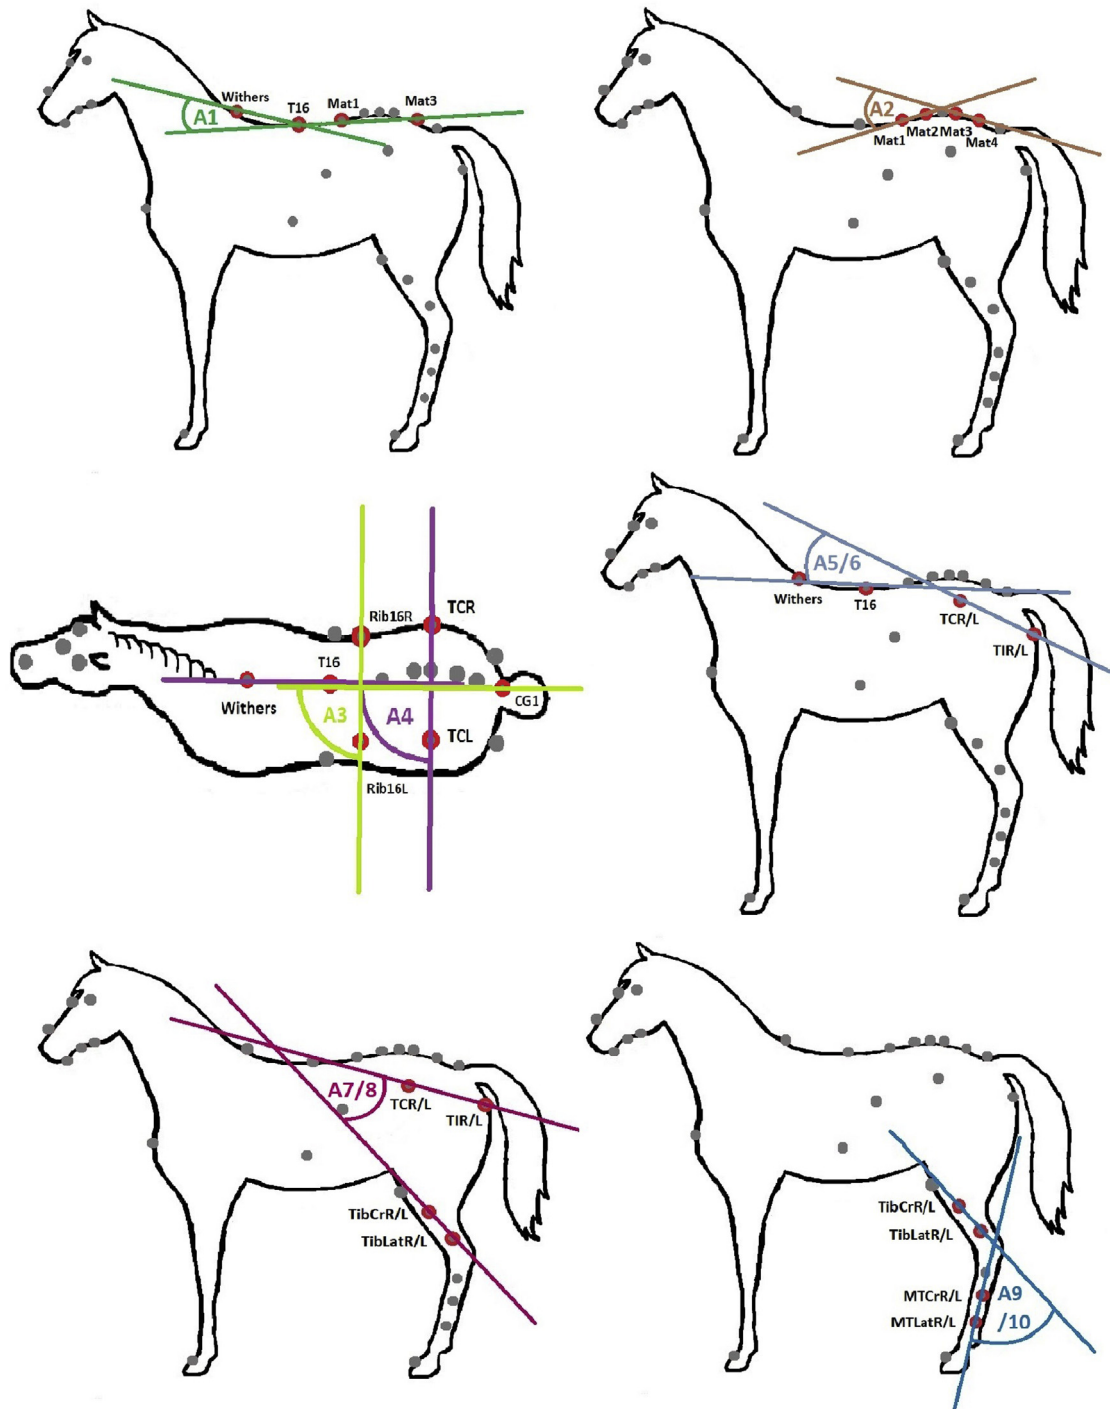 Withers
T16
Mat1
Mat3
A1
A2
Mat1
Mat2
Mat3
Mat4
Rib16R
TCR
T16
Withers
A3
A4
CG1
TCL
Rib16L
A5/6
Withers
T16
TCR/L
TIR/L
A7/8
TCR/L
TIR/L
TibCrR/L
TibLatR/L
TibCrR/L
TibLatR/L
MTCrR/L
MTLatR/L
A9
/10